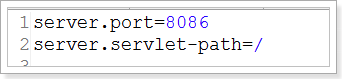 1 server.port=8086
2 server.servlet-path=/
3